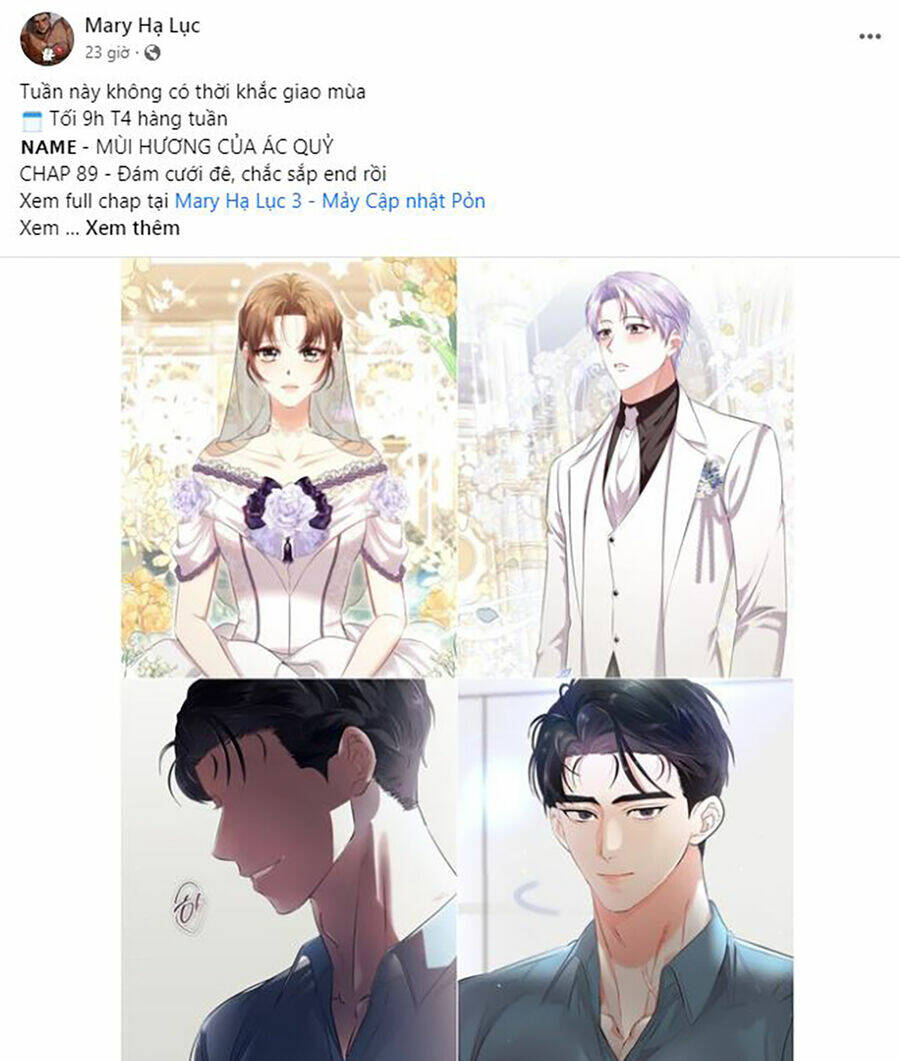 Mary Hạ Lục
23 giờ ·
Tuần này không có thời khắc giao mùa
Tối 9h T4 hàng tuần
NAME - MÙI HƯƠNG CỦA ÁC QUỶ
CHAP 89 - Đám cưới đê, chắc sắp end rồi
Xem full chap tại Mary Hạ Lục 3 - Mảy Cập nhật Pỏn
Xem ... Xem thêm